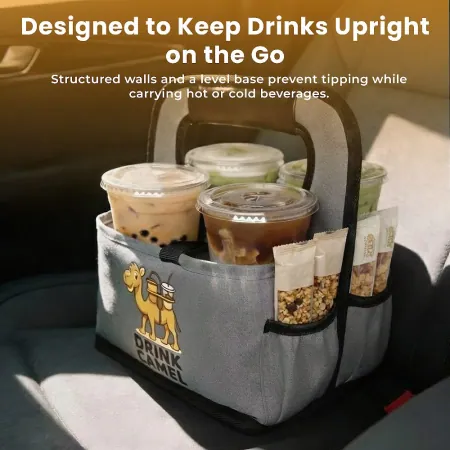 Designed to Keep Drinks Upright
on the Go
Structured walls and a level base prevent tipping while
carrying hot or cold beverages.
DRINK
CAMEL